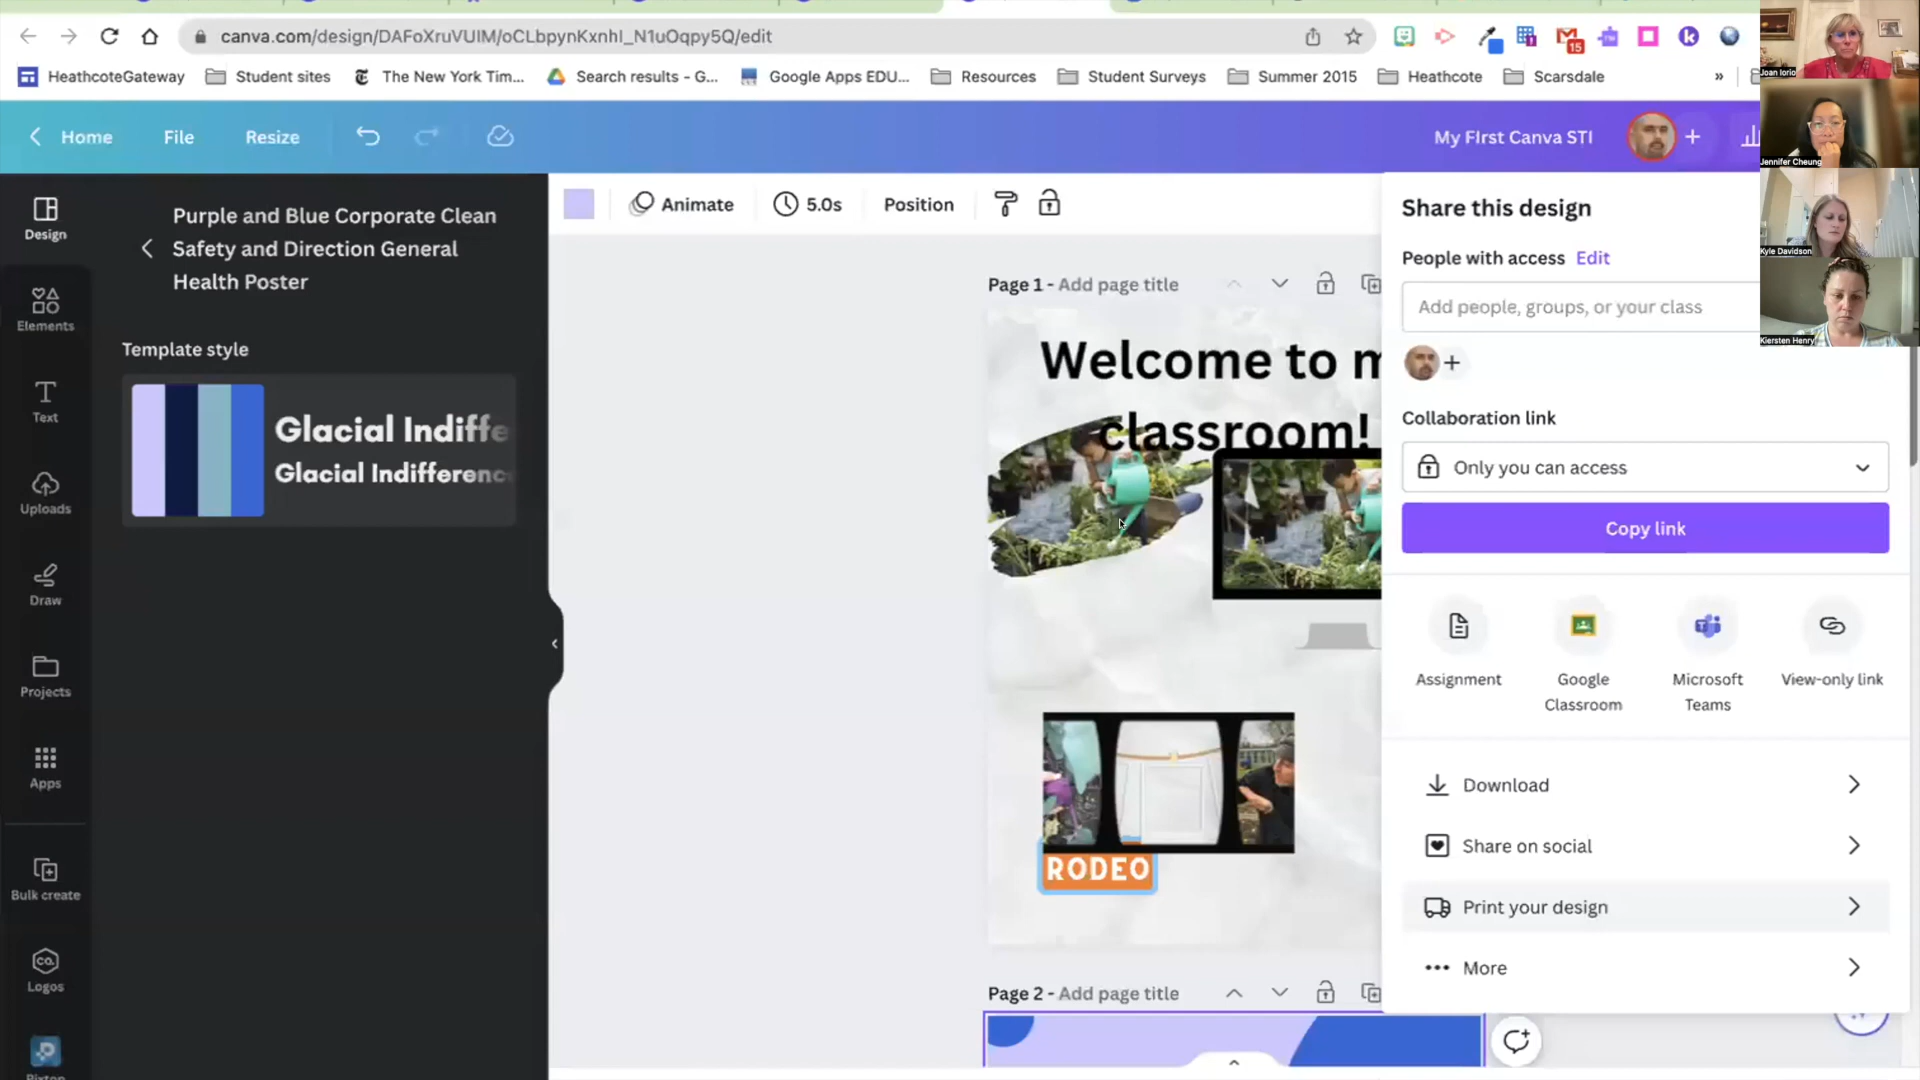 canva.com/design/DAFoXruVUIM/oCLbpynKxnhI_N1uOqpy5Q/edit
15
HeathcoteGateway
Student sites
The New York Tim...
Search results - G...
Google Apps EDU...
Resources
Student Surveys
Summer 2015
Heathcote
Scarsdale
»
Joan Iorio
Jennifer Cheung
Kyle Davidson
Kiersten Henry
Home
File
Resize
My FIrst Canva STI
Design
Elements
Text
Uploads
Draw
Projects
Apps
Bulk create
CO.
Logos
Purple and Blue Corporate Clean
Safety and Direction General
Health Poster
Template style
Glacial Indiffe
Glacial Indifferenc
Animate
5.0s
Position
Page 1 - Add page title
Welcome to m
classroom!
RODEO
Page 2 - Add page title
Share this design
People with access Edit
Add people, groups, or your class
Collaboration link
Only you can access
Copy link
Assignment
Google
Classroom
Microsoft
Teams
View-only link
Download
Share on social
Print your design
More